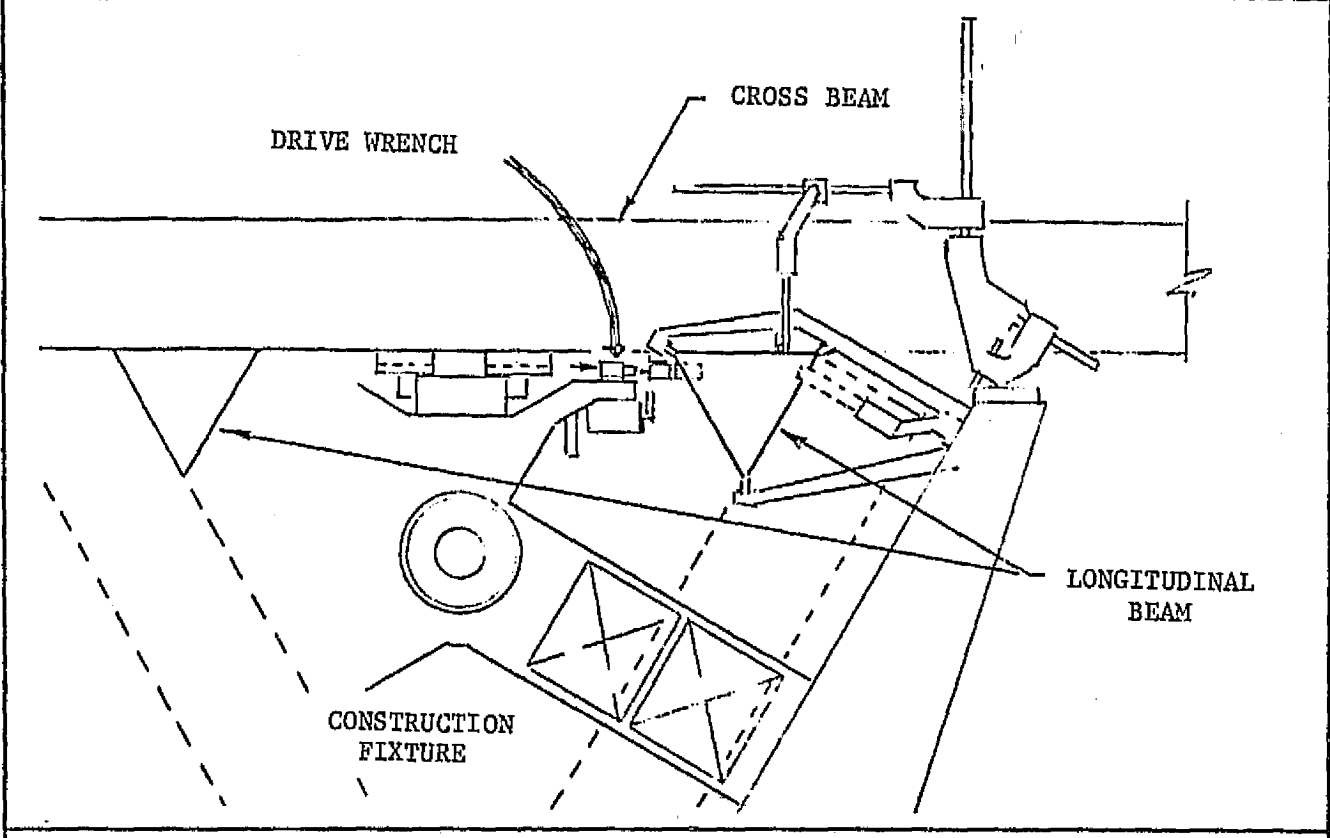 CROSS BEAM
DRIVE WRENCH
LONGITUDINAL
BEAM
CONSTRUCTION
FIXTURE